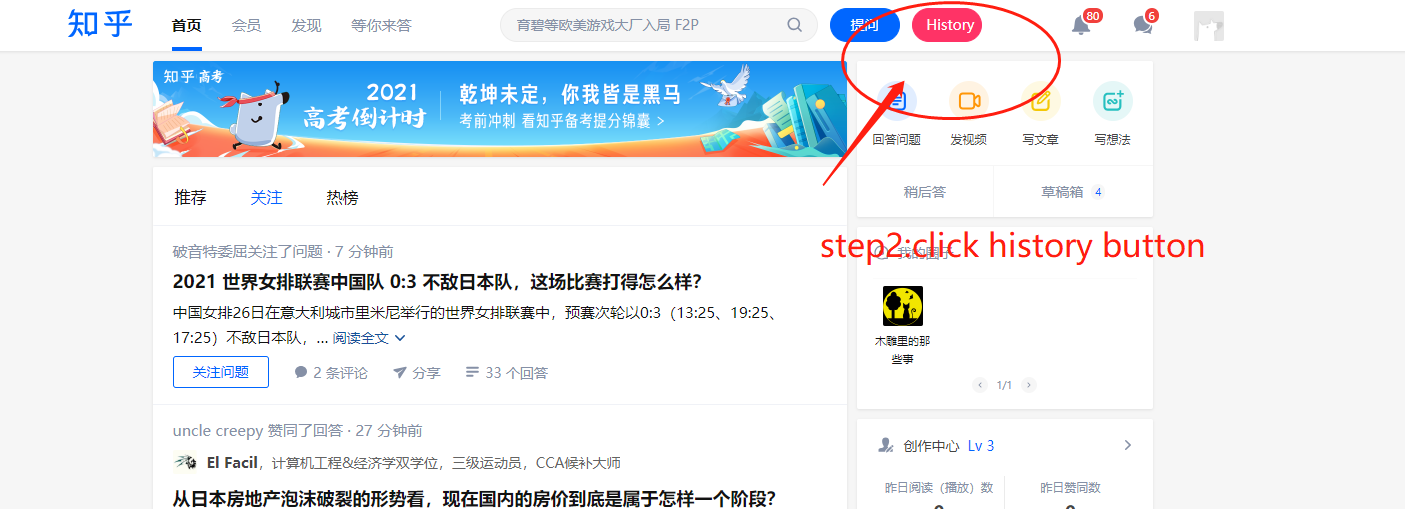 知乎 首页 会员 发现 等你来答 育碧等欧美游戏大厂入局 F2P 提问 History 80 6
知乎高考
2021
高考倒计时
乾坤未定，你我皆是黑马
考前冲刺 看知乎备考提分锦囊 >
回答问题 发视频 写文章 写想法
稍后答 草稿箱 4
推荐 关注 热榜
step2:click history button
我的圈子
破音特委屈关注了问题 · 7 分钟前
2021 世界女排联赛中国队 0:3 不敌日本队，这场比赛打得怎么样？
中国女排26日在意大利城市里米尼举行的世界女排联赛中，预赛次轮以0:3（13:25、19:25、
17:25）不敌日本队，... 阅读全文
关注问题 2 条评论 分享 33 个回答
木雕里的那
些事
1/1
uncle creepy 赞同了回答 · 27 分钟前
El Facil，计算机工程&经济学双学位，三级运动员，CCA候补大师
从日本房地产泡沫破裂的形势看，现在国内的房价到底是属于怎样一个阶段？
创作中心 Lv 3
昨日阅读（播放）数 昨日赞同数